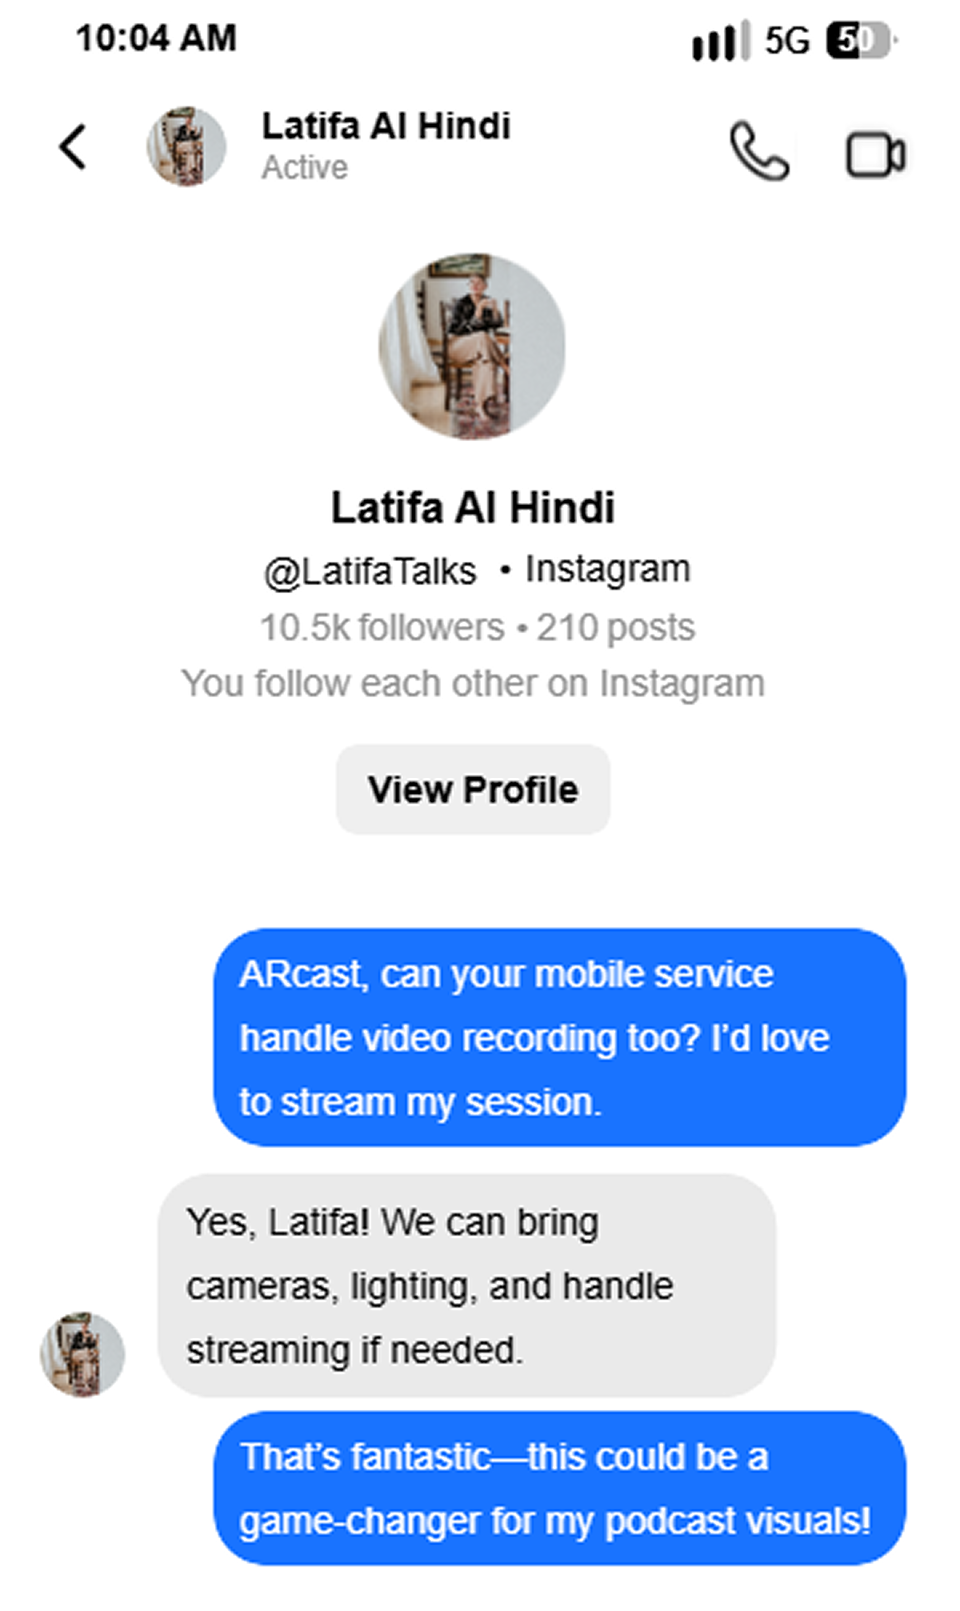 10:04 AM 5G 50
Latifa Al Hindi
Active
Latifa Al Hindi
@LatifaTalks • Instagram
10.5k followers • 210 posts
You follow each other on Instagram
View Profile
ARcast, can your mobile service
handle video recording too? I’d love
to stream my session.
Yes, Latifa! We can bring
cameras, lighting, and handle
streaming if needed.
That’s fantastic—this could be a
game-changer for my podcast visuals!